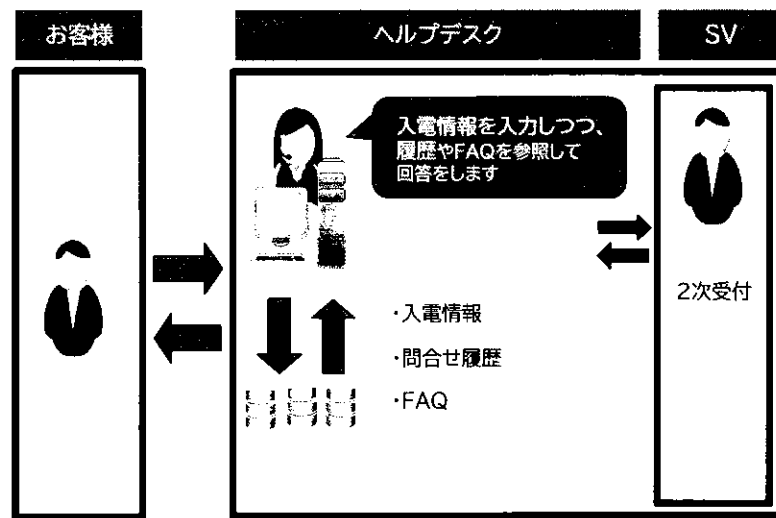 お客様
ヘルプデスク
SV
入電情報を入力しつつ、
履歴やFAQを参照して
回答をします
2次受付
・入電情報
・問合せ履歴
・FAQ